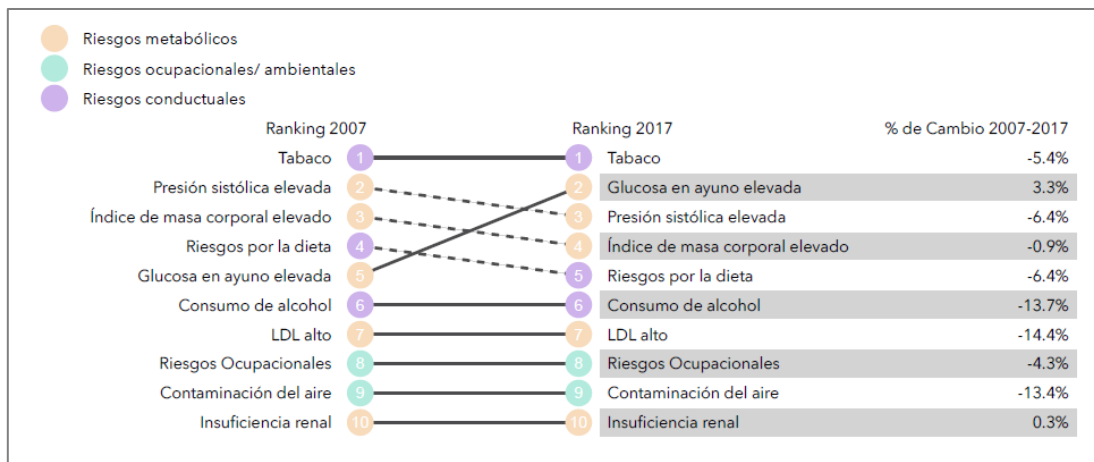 Riesgos metabólicos
Riesgos ocupacionales/ ambientales
Riesgos conductuales
Ranking 2007 Ranking 2017 % de Cambio 2007-2017
Tabaco 1 1 Tabaco -5.4%
Presión sistólica elevada 2 2 Glucosa en ayuno elevada 3.3%
Índice de masa corporal elevado 3 3 Presión sistólica elevada -6.4%
Riesgos por la dieta 4 4 Índice de masa corporal elevado -0.9%
Glucosa en ayuno elevada 5 5 Riesgos por la dieta -6.4%
Consumo de alcohol 6 6 Consumo de alcohol -13.7%
LDL alto 7 7 LDL alto -14.4%
Riesgos Ocupacionales 8 8 Riesgos Ocupacionales -4.3%
Contaminación del aire 9 9 Contaminación del aire -13.4%
Insuficiencia renal 10 10 Insuficiencia renal 0.3%